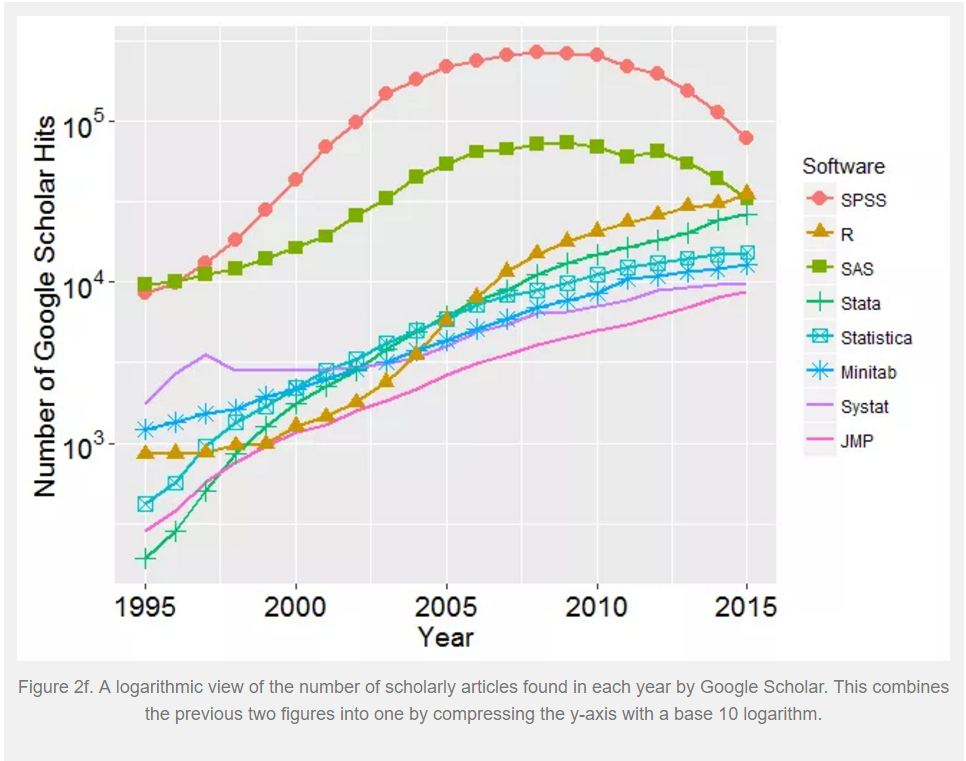 Number of Google Scholar Hits
10^5
10^4
10^3
1995 2000 2005 2010 2015
Year
Software
SPSS
R
SAS
Stata
Statistica
Minitab
Systat
JMP
Figure 2f. A logarithmic view of the number of scholarly articles found in each year by Google Scholar. This combines
the previous two figures into one by compressing the y-axis with a base 10 logarithm.